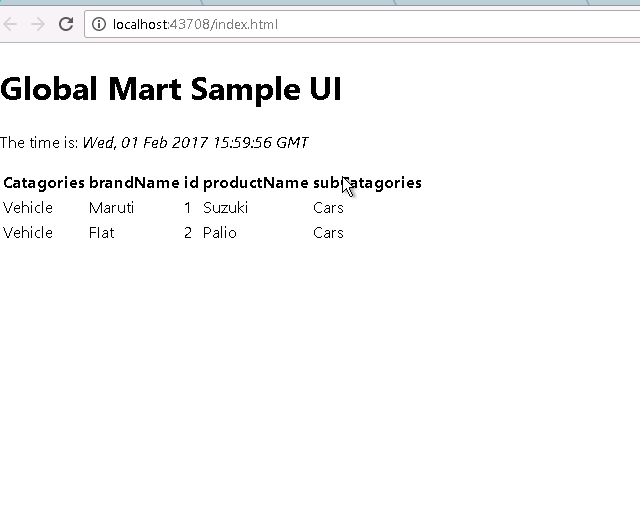 localhost:43708/index.html
Global Mart Sample UI
The time is: Wed, 01 Feb 2017 15:59:56 GMT
Catagories brandName id productName subCatagories
Vehicle Maruti 1 Suzuki Cars
Vehicle FIat 2 Palio Cars